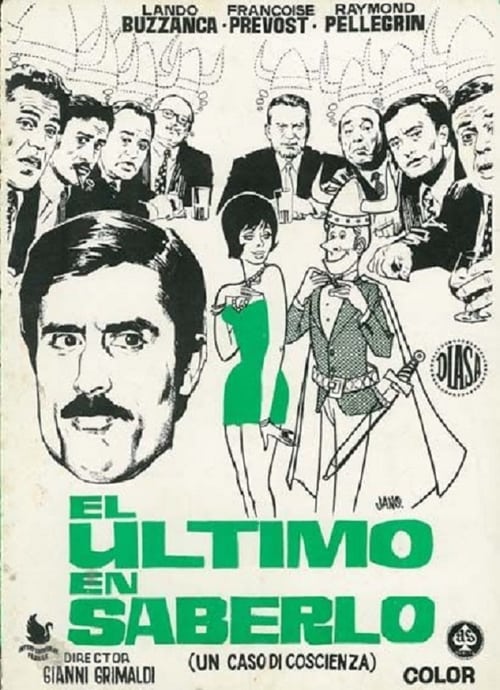 LANDO FRANCOISE RAYMOND
BUZZANCA · PREVOST · PELLEGRIN
DIASA
JANO.
EL
ULTIMO
EN
SABERLO
DIRECTOR
GIANNI GRIMALDI
(UN CASO DI COSCIENZA)
COLOR